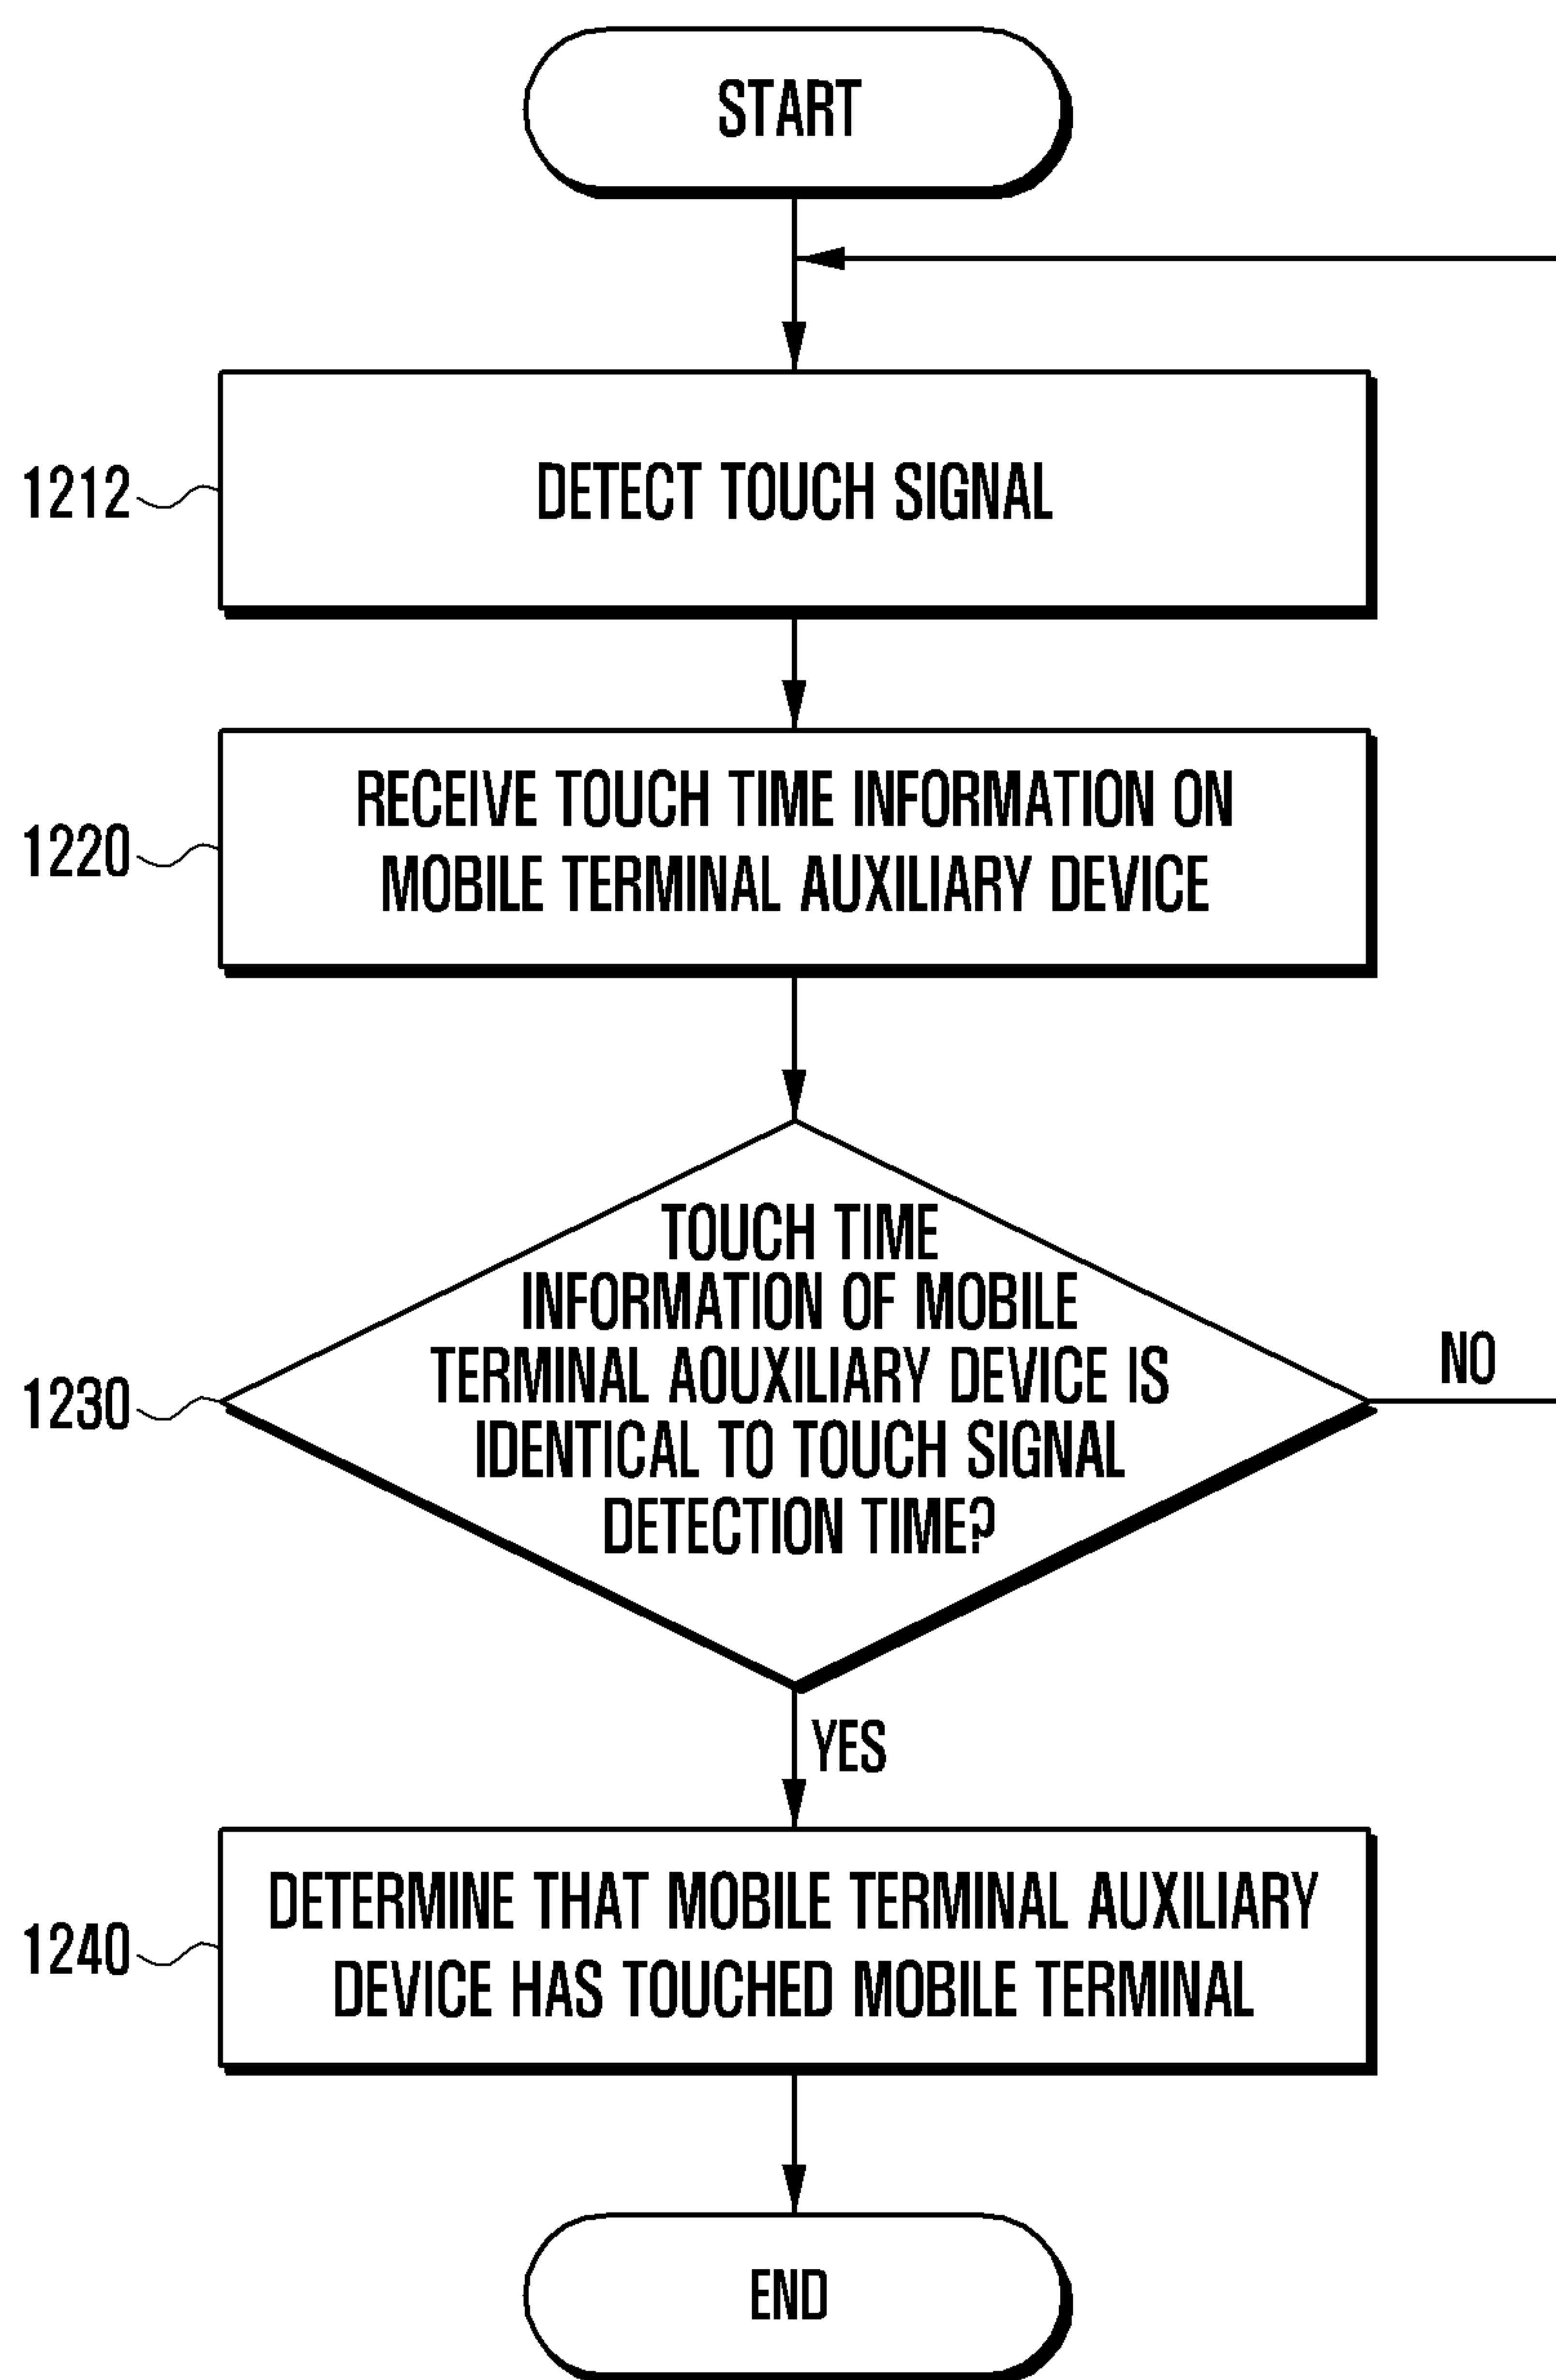 START
1212
DETECT TOUCH SIGNAL
1220
RECEIVE TOUCH TIME INFORMATION ON
MOBILE TERMINAL AUXILIARY DEVICE
1230
TOUCH TIME
INFORMATION OF MOBILE
TERMINAL AOUXILIARY DEVICE IS
IDENTICAL TO TOUCH SIGNAL
DETECTION TIME?
NO
YES
1240
DETERMINE THAT MOBILE TERMINAL AUXILIARY
DEVICE HAS TOUCHED MOBILE TERMINAL
END